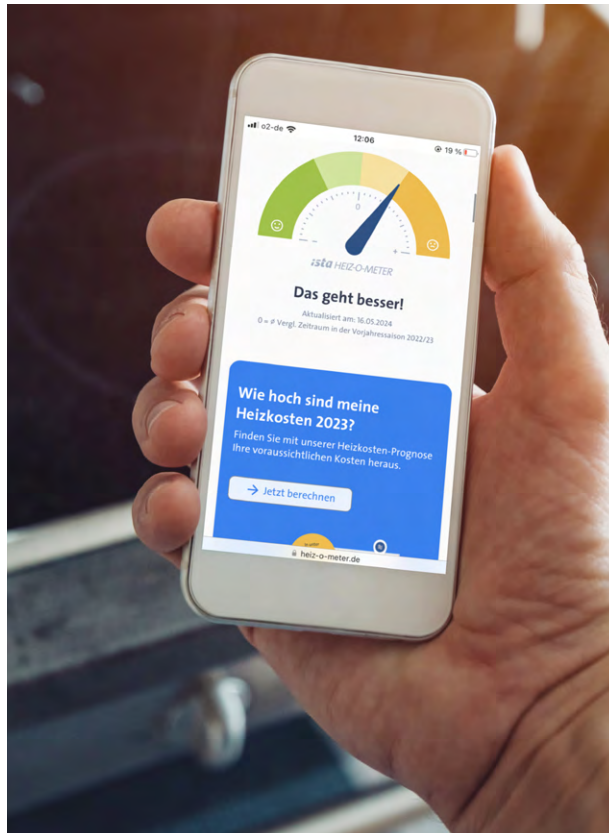 o2-de
12:06
19 %
0
- -
+ -
ista HEIZ-O-METER
Das geht besser!
Aktualisiert am: 16.05.2024
0 = # Vergl. Zeitraum in der Vorjahressaison 2022/23
Wie hoch sind meine
Heizkosten 2023?
Finden Sie mit unserer Heizkosten-Prognose
Ihre voraussichtlichen Kosten heraus.
→ Jetzt berechnen
heiz-o-meter.de